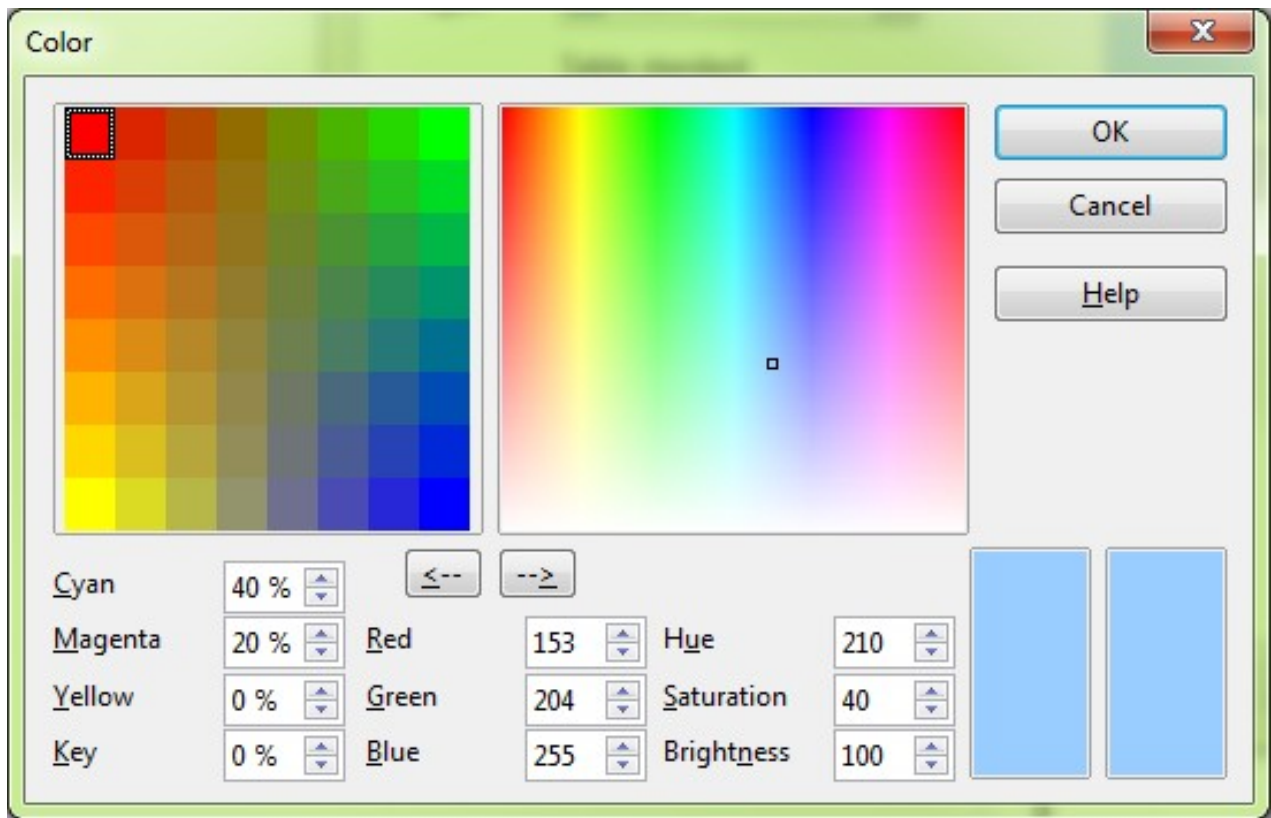 Color
X
OK
Cancel
Help
<-- -->
Cyan 40 %
Magenta 20 % Red 153 Hue 210
Yellow 0 % Green 204 Saturation 40
Key 0 % Blue 255 Brightness 100